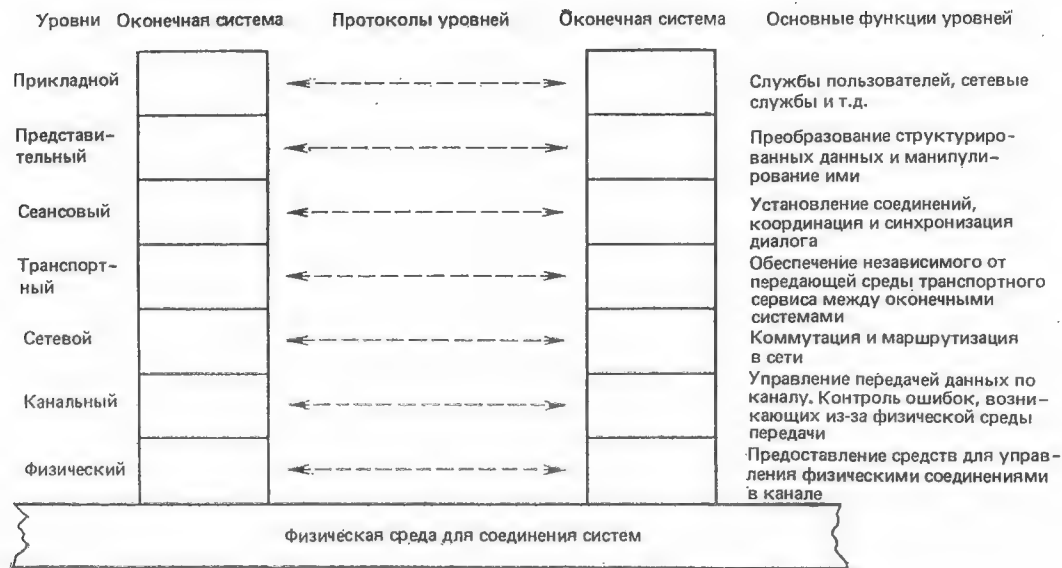 Уровни Оконечная система Протоколы уровней Оконечная система Основные функции уровней
Прикладной
Службы пользователей, сетевые
службы и т.д.
Представи-
тельный
Преобразование структуриро-
ванных данных и манипули-
рование ими
Сеансовый
Установление соединений,
координация и синхронизация
диалога
Транспорт-
ный
Обеспечение независимого от
передающей среды транспортного
сервиса между оконечными
системами
Сетевой
Коммутация и маршрутизация
в сети
Канальный
Управление передачей данных по
каналу. Контроль ошибок, возни-
кающих из-за физической среды
передачи
Физический
Предоставление средств для управ-
ления физическими соединениями
в канале
Физическая среда для соединения систем